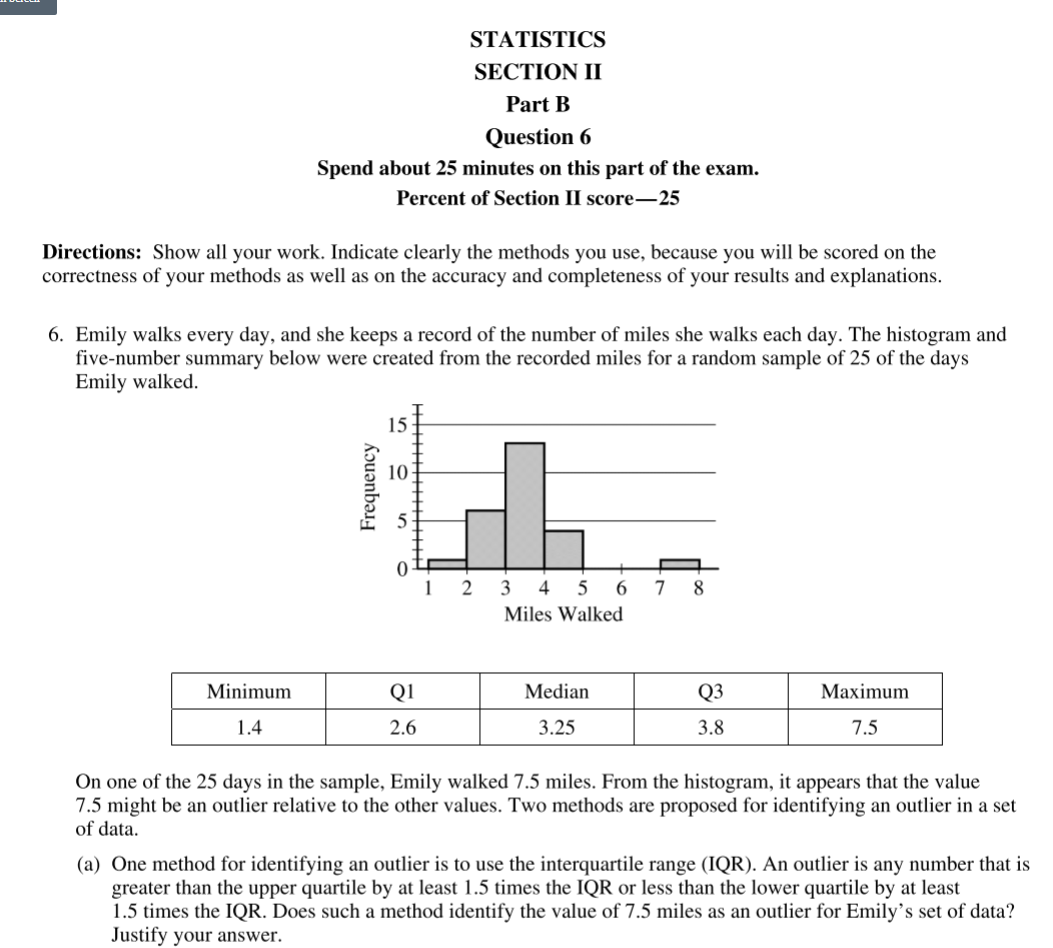 STATISTICS
SECTION II
Part B
Question 6
Spend about 25 minutes on this part of the exam.
Percent of Section II score—25
Directions: Show all your work. Indicate clearly the methods you use, because you will be scored on the
correctness of your methods as well as on the accuracy and completeness of your results and explanations.
6. Emily walks every day, and she keeps a record of the number of miles she walks each day. The histogram and
five-number summary below were created from the recorded miles for a random sample of 25 of the days
Emily walked.
15
10
5
0
Frequency
1 2 3 4 5 6 7 8
Miles Walked
Minimum Q1 Median Q3 Maximum
1.4 2.6 3.25 3.8 7.5
On one of the 25 days in the sample, Emily walked 7.5 miles. From the histogram, it appears that the value
7.5 might be an outlier relative to the other values. Two methods are proposed for identifying an outlier in a set
of data.
(a) One method for identifying an outlier is to use the interquartile range (IQR). An outlier is any number that is
greater than the upper quartile by at least 1.5 times the IQR or less than the lower quartile by at least
1.5 times the IQR. Does such a method identify the value of 7.5 miles as an outlier for Emily’s set of data?
Justify your answer.